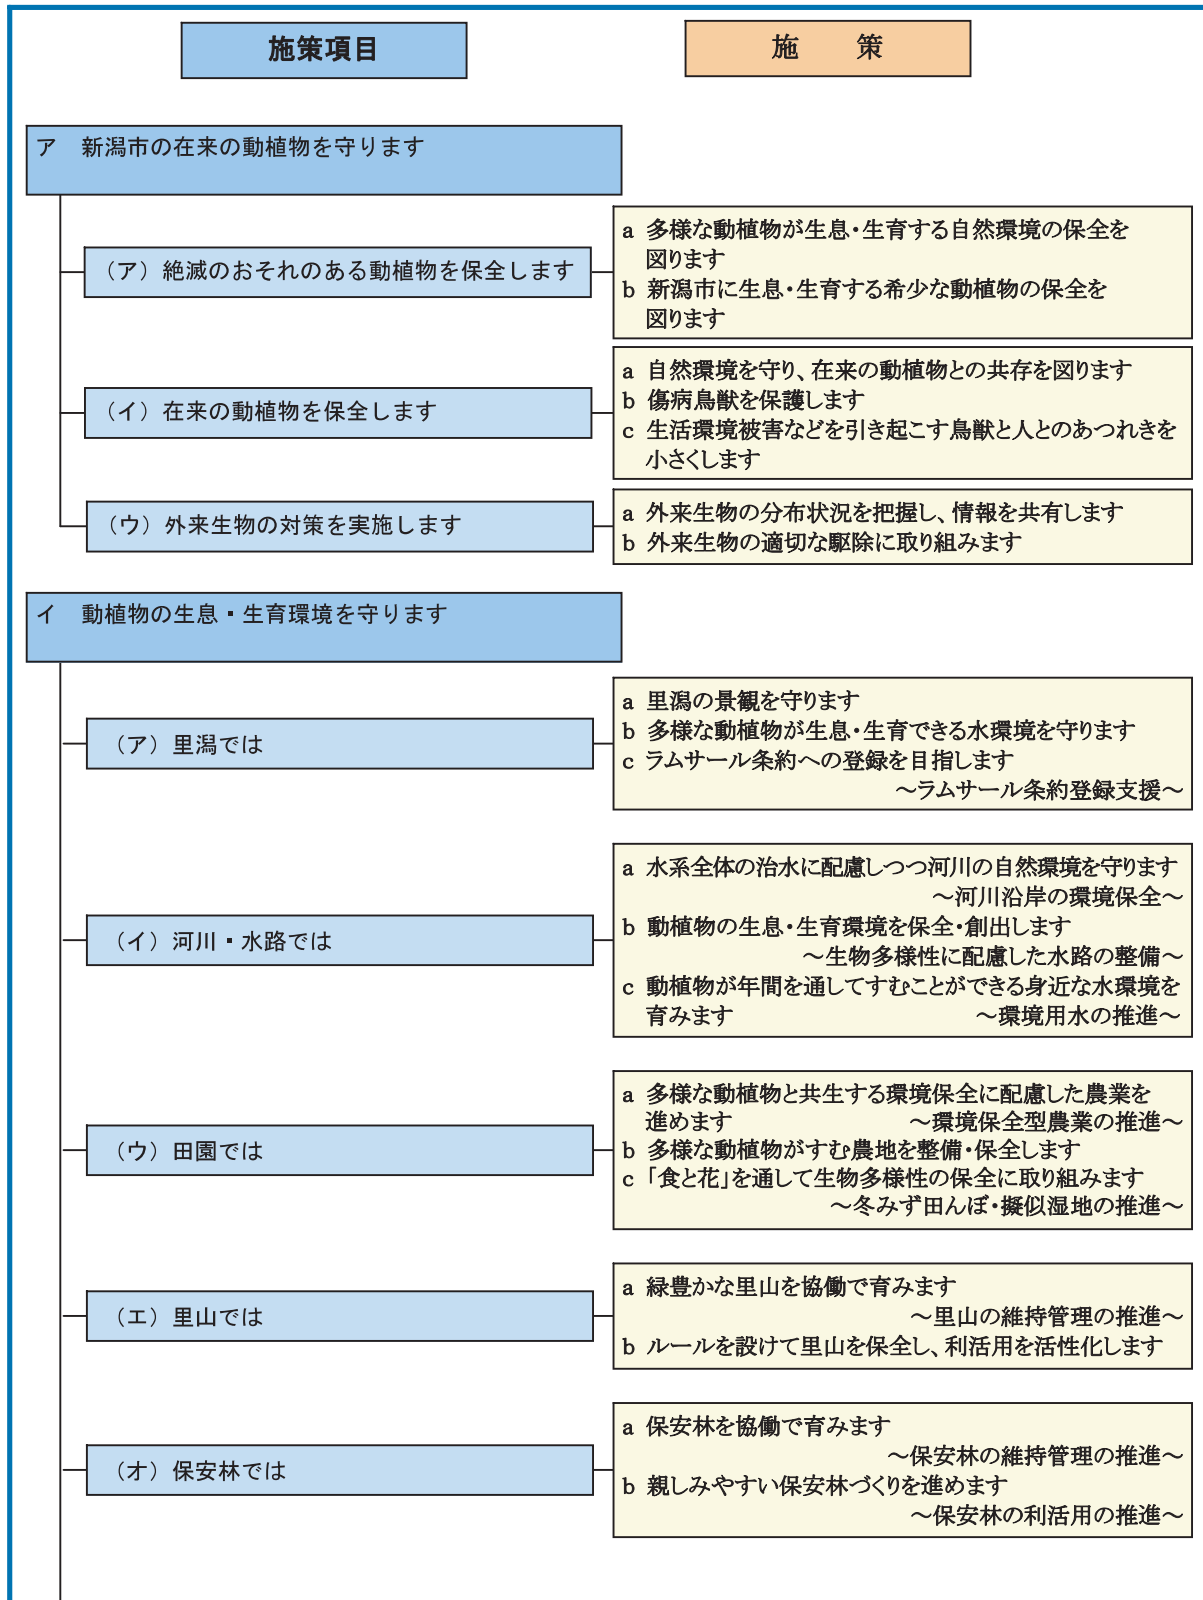 施策項目
施　　策
ア　新潟市の在来の動植物を守ります
（ア）絶滅のおそれのある動植物を保全します
a 多様な動植物が生息・生育する自然環境の保全を
図ります
b 新潟市に生息・生育する希少な動植物の保全を
図ります
（イ）在来の動植物を保全します
a 自然環境を守り、在来の動植物との共存を図ります
b 傷病鳥獣を保護します
c 生活環境被害などを引き起こす鳥獣と人とのあつれきを
小さくします
（ウ）外来生物の対策を実施します
a 外来生物の分布状況を把握し、情報を共有します
b 外来生物の適切な駆除に取り組みます
イ　動植物の生息・生育環境を守ります
（ア）里潟では
a 里潟の景観を守ります
b 多様な動植物が生息・生育できる水環境を守ります
c ラムサール条約への登録を目指します
～ラムサール条約登録支援～
（イ）河川・水路では
a 水系全体の治水に配慮しつつ河川の自然環境を守ります
～河川沿岸の環境保全～
b 動植物の生息・生育環境を保全・創出します
～生物多様性に配慮した水路の整備～
c 動植物が年間を通してすむことができる身近な水環境を
育みます　　～環境用水の推進～
（ウ）田園では
a 多様な動植物と共生する環境保全に配慮した農業を
進めます　　～環境保全型農業の推進～
b 多様な動植物がすむ農地を整備・保全します
c 「食と花」を通して生物多様性の保全に取り組みます
～冬みず田んぼ・擬似湿地の推進～
（エ）里山では
a 緑豊かな里山を協働で育みます
～里山の維持管理の推進～
b ルールを設けて里山を保全し、利活用を活性化します
（オ）保安林では
a 保安林を協働で育みます
～保安林の維持管理の推進～
b 親しみやすい保安林づくりを進めます
～保安林の利活用の推進～